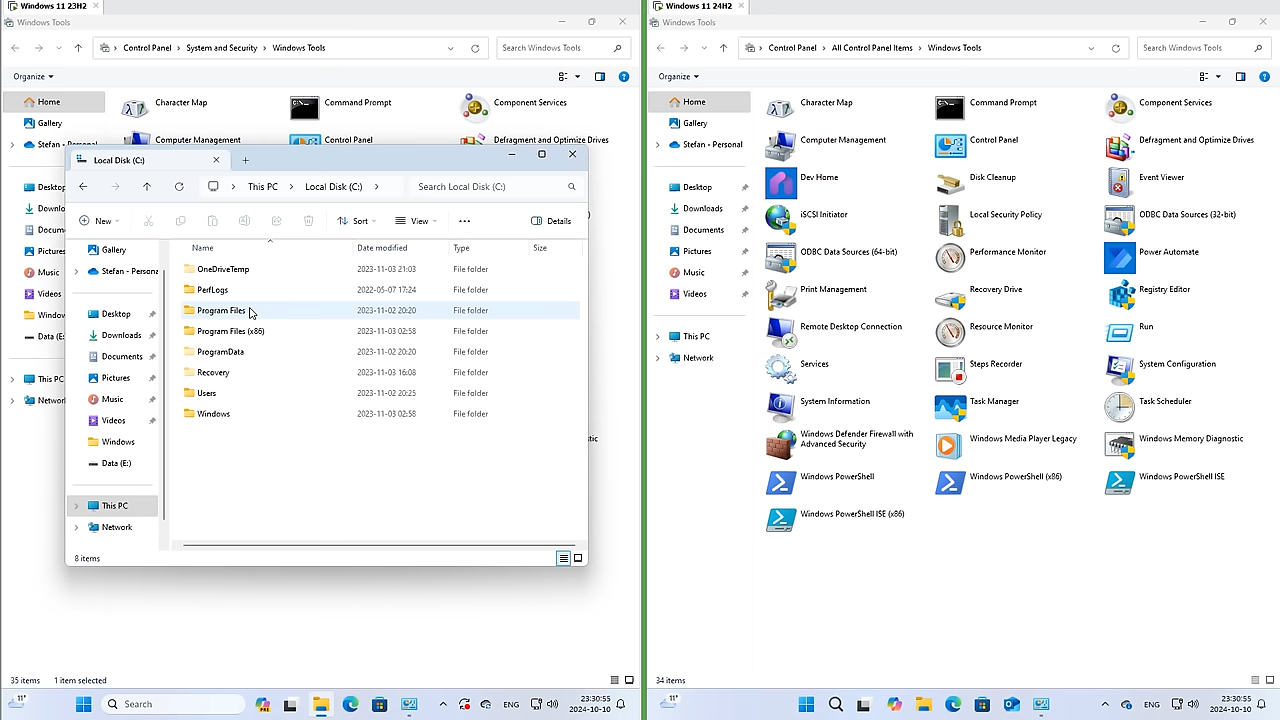 Windows 11 23H2
Windows Tools
Control Panel System and Security Windows Tools
Search Windows Tools
Organize
Home
Gallery
Stefan - Personal
Desktop
Downloads
Pictures
Music
Videos
Data (E:)
This PC
Character Map
Command Prompt
Component Services
Computer Management
Control Panel
Defragment and Optimize Drives
Local Disk (C:)
This PC Local Disk (C:)
Search Local Disk (C:)
New
Sort
View
Details
Gallery
Stefan - Persona
Desktop
Downloads
Documents
Pictures
Music
Videos
Windows
Data (E:)
This PC
Network
Name Date modified Type Size
OneDriveTemp 2023-11-03 21:03 File folder
PerfLogs 2022-05-07 17:24 File folder
Program Files 2023-11-02 20:20 File folder
Program Files (x86) 2023-11-03 02:58 File folder
ProgramData 2023-11-02 20:20 File folder
Recovery 2023-11-03 16:08 File folder
Users 2023-11-02 20:25 File folder
Windows 2023-11-03 02:58 File folder
8 items
35 items 1 item selected
11°
Search
ENG
23:30:55
2024-10-10
Windows 11 24H2
Windows Tools
Control Panel All Control Panel Items Windows Tools
Search Windows Tools
Organize
Home
Gallery
Stefan - Personal
Desktop
Downloads
Documents
Pictures
Music
Videos
This PC
Network
Character Map
Command Prompt
Component Services
Computer Management
Control Panel
Defragment and Optimize Drives
Dev Home
Disk Cleanup
Event Viewer
iSCSI Initiator
Local Security Policy
ODBC Data Sources (32-bit)
ODBC Data Sources (64-bit)
Performance Monitor
Power Automate
Print Management
Recovery Drive
Registry Editor
Remote Desktop Connection
Resource Monitor
Run
Services
Steps Recorder
System Configuration
System Information
Task Manager
Task Scheduler
Windows Defender Firewall with
Advanced Security
Windows Media Player Legacy
Windows Memory Diagnostic
Windows PowerShell
Windows PowerShell (x86)
Windows PowerShell ISE
Windows PowerShell ISE (x86)
34 items
11°
ENG
23:30:55
2024-10-10